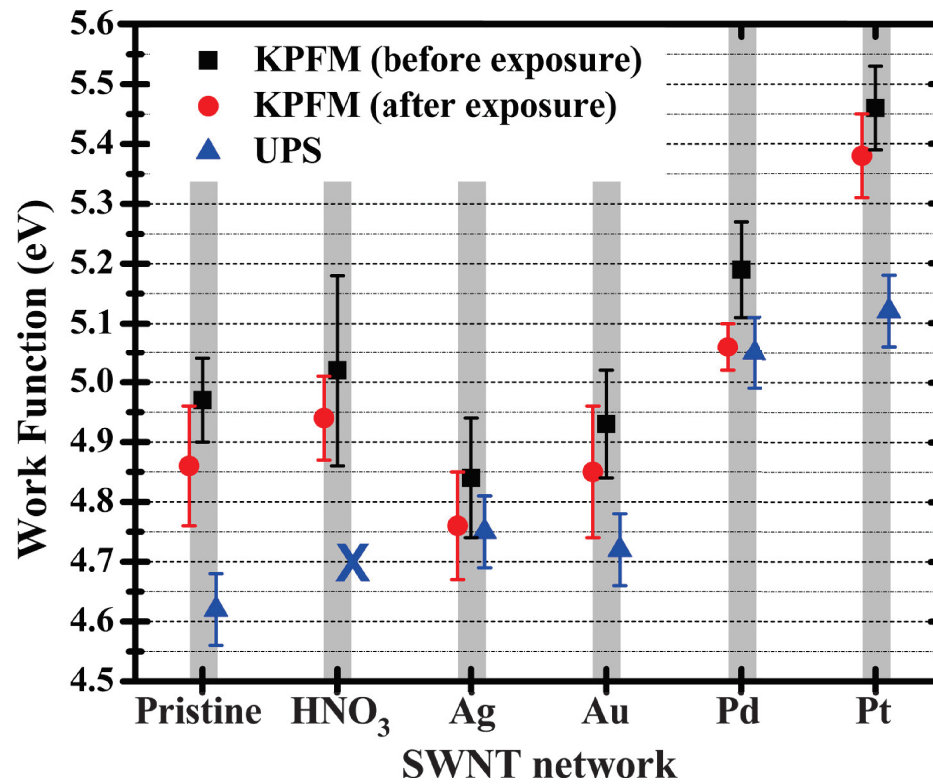 5.6
5.5
5.4
5.3
5.2
5.1
5.0
4.9
4.8
4.7
4.6
4.5
Work Function (eV)
KPFM (before exposure)
KPFM (after exposure)
UPS
X
Pristine HNO₃ Ag Au Pd Pt
SWNT network